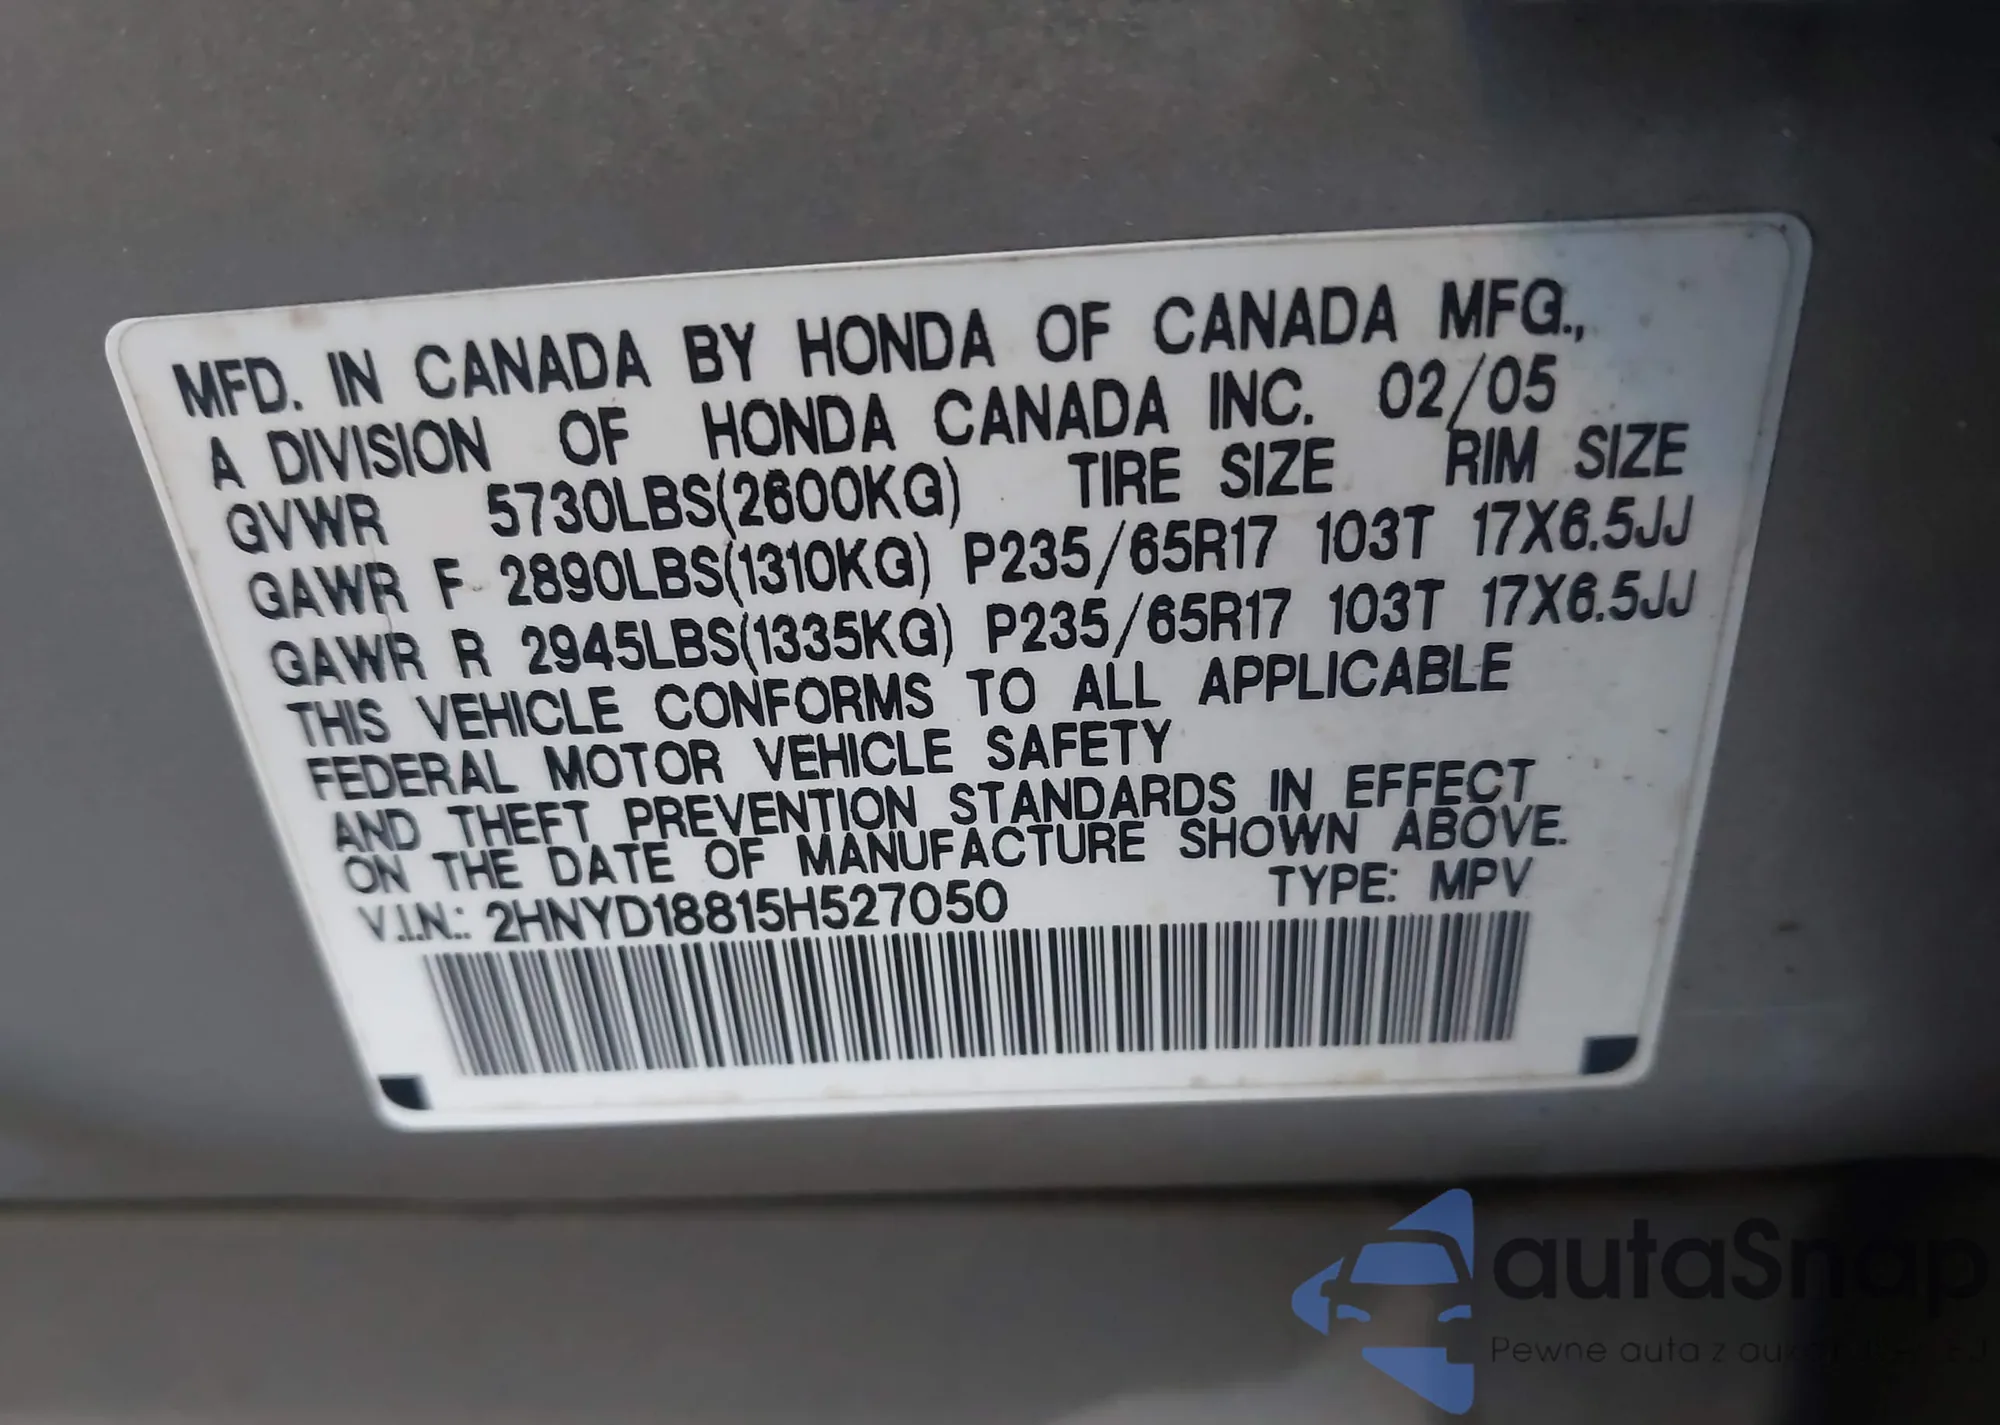 MFD. IN CANADA BY HONDA OF CANADA MFG.,
A DIVISION OF HONDA CANADA INC. 02/05
GVWR 5730LBS(2600KG) TIRE SIZE RIM SIZE
GAWR F 2890LBS(1310KG) P235/65R17 103T 17X6.5JJ
GAWR R 2945LBS(1335KG) P235/65R17 103T 17X6.5JJ
THIS VEHICLE CONFORMS TO ALL APPLICABLE
FEDERAL MOTOR VEHICLE SAFETY
AND THEFT PREVENTION STANDARDS IN EFFECT
ON THE DATE OF MANUFACTURE SHOWN ABOVE.
V.I.N.: 2HNYD18815H527050 TYPE: MPV
autaSnap
Pewne auta z